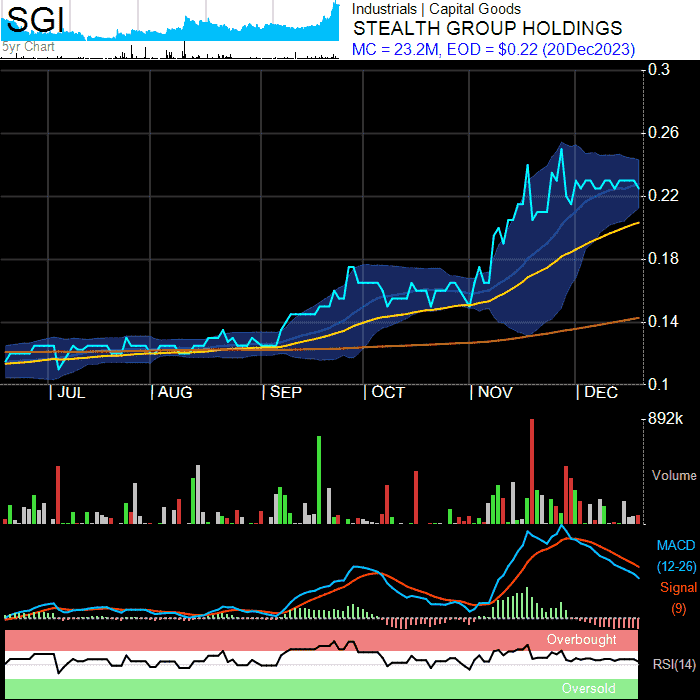 SGI
5yr Chart
Industrials | Capital Goods
STEALTH GROUP HOLDINGS
MC = 23.2M, EOD = $0.22 (20Dec2023)
0.3
0.26
0.22
0.18
0.14
0.1
| JUL | AUG | SEP | OCT | NOV | DEC
892k
Volume
MACD
(12-26)
Signal
(9)
Overbought
RSI(14)
Oversold